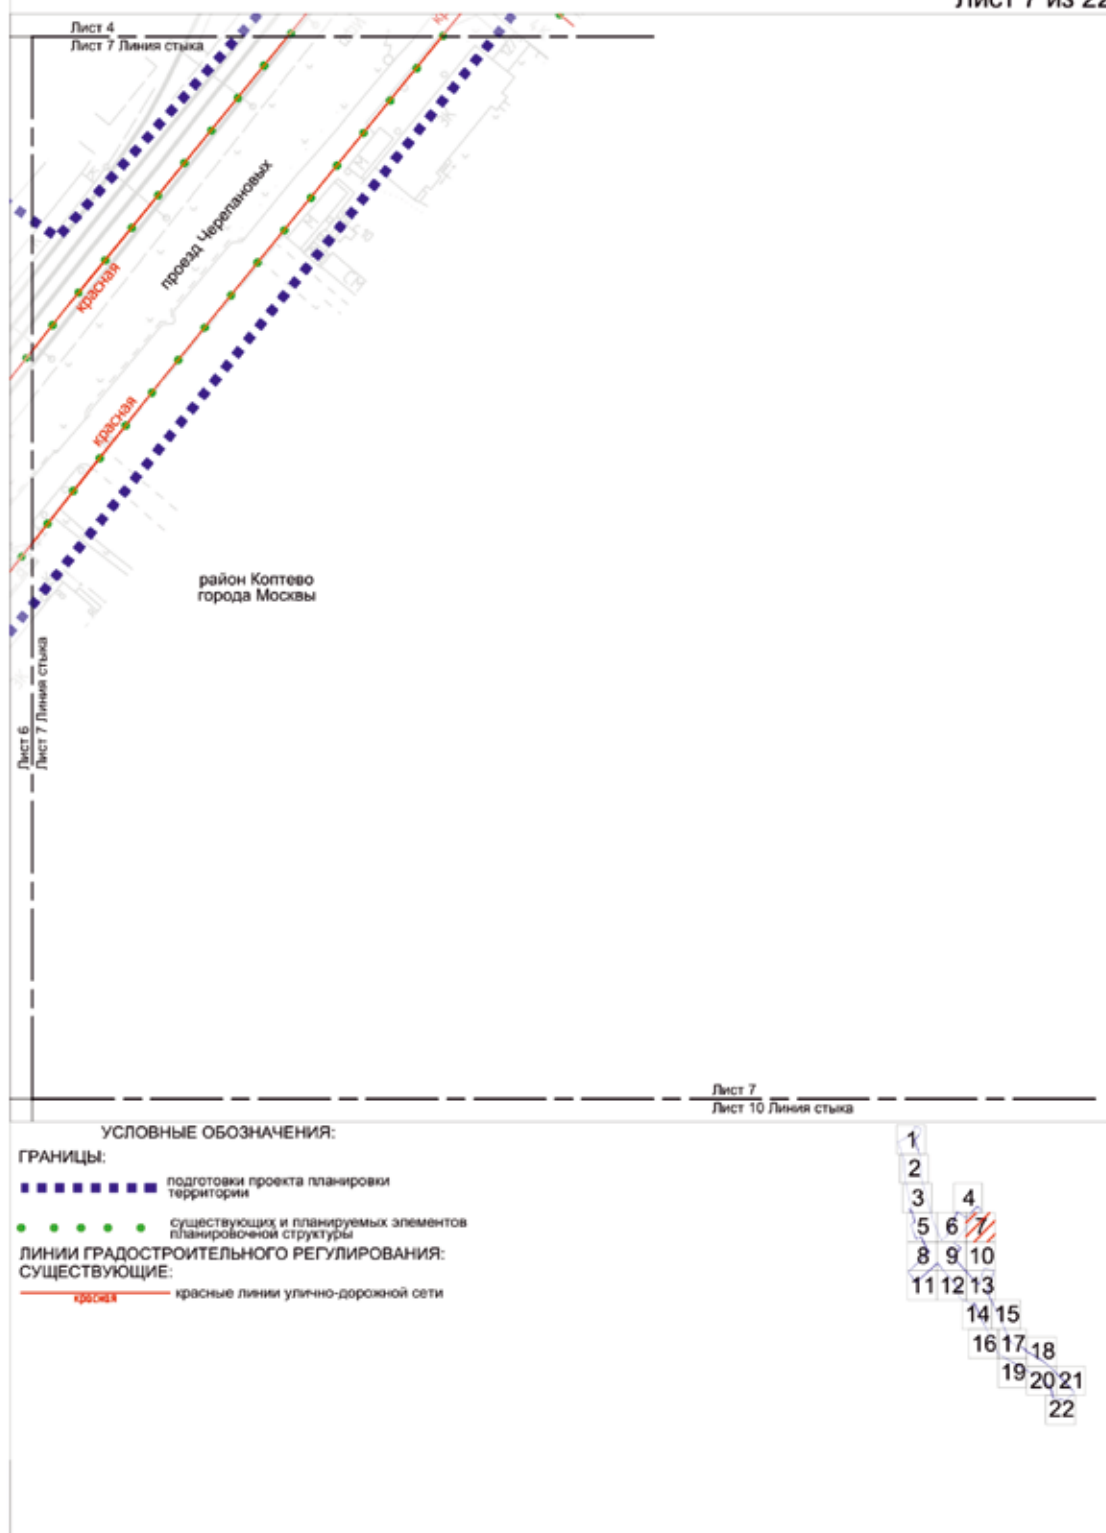 Лист 7 из 22
Лист 4
Лист 7 Линия стыка
проезд Черепановых
красная
красная
район Коптево
города Москвы
Лист 6
Лист 7 Линия стыка
Лист 7
Лист 10 Линия стыка
УСЛОВНЫЕ ОБОЗНАЧЕНИЯ:
ГРАНИЦЫ:
подготовки проекта планировки
территории
существующих и планируемых элементов
планировочной структуры
ЛИНИИ ГРАДОСТРОИТЕЛЬНОГО РЕГУЛИРОВАНИЯ:
СУЩЕСТВУЮЩИЕ:
красная
красные линии улично-дорожной сети
1
2
3 4
5 6 7
8 9 10
11 12 13
14 15
16 17 18
19 20 21
22